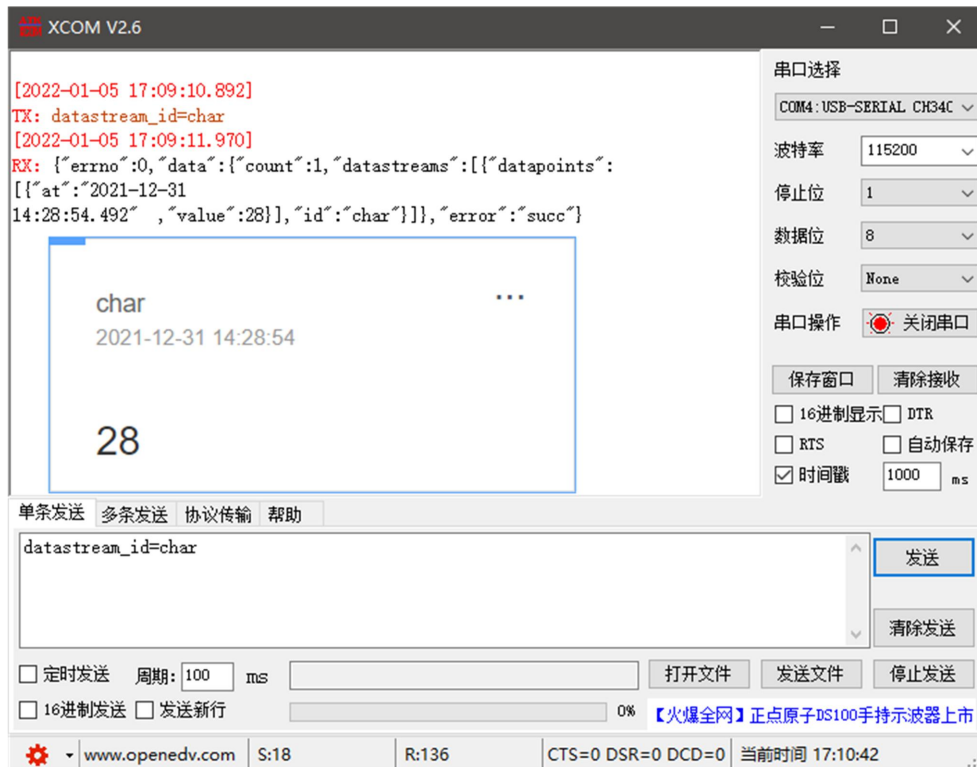 XCOM V2.6
[2022-01-05 17:09:10.892]
TX: datastream_id=char
[2022-01-05 17:09:11.970]
RX: {"errno":0,"data":{"count":1,"datastreams":[{"datapoints":
[{"at":"2021-12-31
14:28:54.492" ,"value":28}],"id":"char"}]},"error":"succ"}
char
...
2021-12-31 14:28:54
28
串口选择
COM4:USB-SERIAL CH34C
波特率 115200
停止位 1
数据位 8
校验位 None
串口操作 关闭串口
保存窗口 清除接收
16进制显示 DTR
RTS 自动保存
时间戳 1000 ms
单条发送 多条发送 协议传输 帮助
datastream_id=char
发送
清除发送
定时发送 周期: 100 ms 打开文件 发送文件 停止发送
16进制发送 发送新行 0% 【火爆全网】正点原子DS100手持示波器上市
www.openedv.com S:18 R:136 CTS=0 DSR=0 DCD=0 当前时间 17:10:42